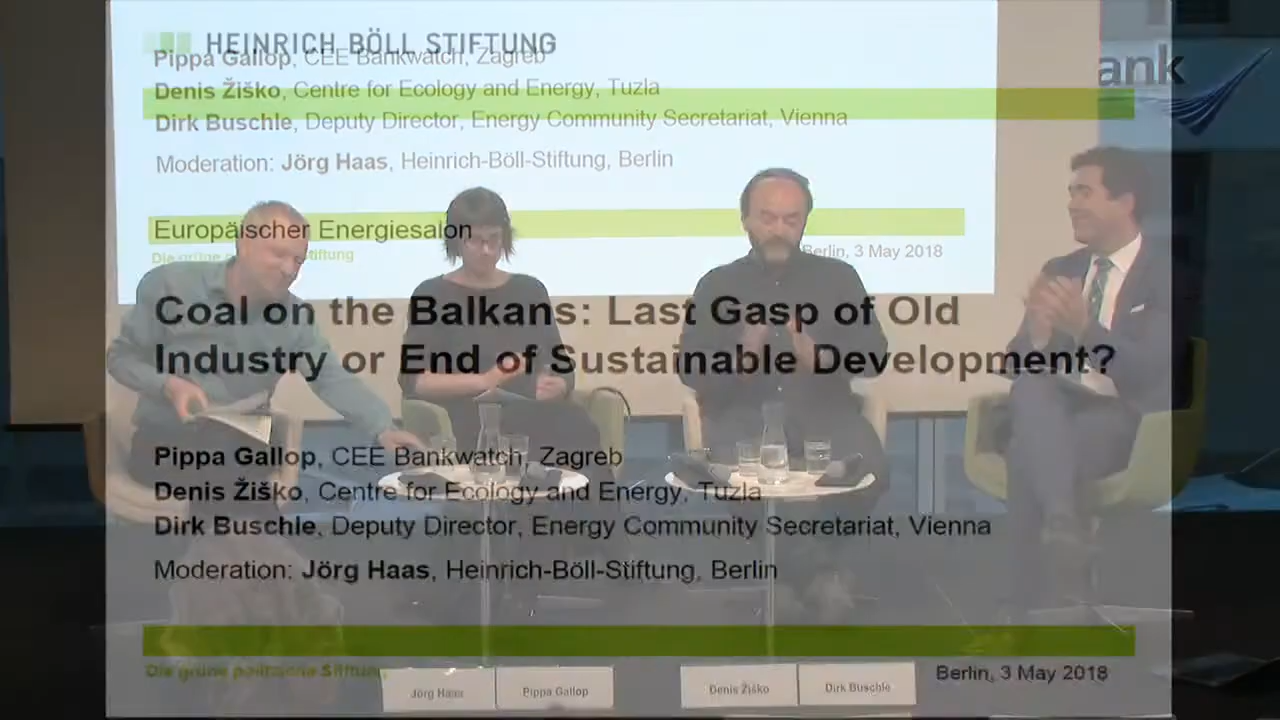 HEINRICH BÖLL STIFTUNG
Pippa Gallop, CEE Bankwatch, Zagreb
ank
Denis Žiško, Centre for Ecology and Energy, Tuzla
Dirk Buschle, Deputy Director, Energy Community Secretariat, Vienna
Moderation: Jörg Haas, Heinrich-Böll-Stiftung, Berlin
Europäischer Energiesalon
Die grüne Stiftung
Berlin, 3 May 2018
Coal on the Balkans: Last Gasp of Old
Industry or End of Sustainable Development?
Pippa Gallop, CEE Bankwatch, Zagreb
Denis Žiško, Centre for Ecology and Energy, Tuzla
Dirk Buschle, Deputy Director, Energy Community Secretariat, Vienna
Moderation: Jörg Haas, Heinrich-Böll-Stiftung, Berlin
Die grüne politische Stiftung
Berlin, 3 May 2018
Jörg Haas
Pippa Gallop
Denis Žiško
Dirk Buschle